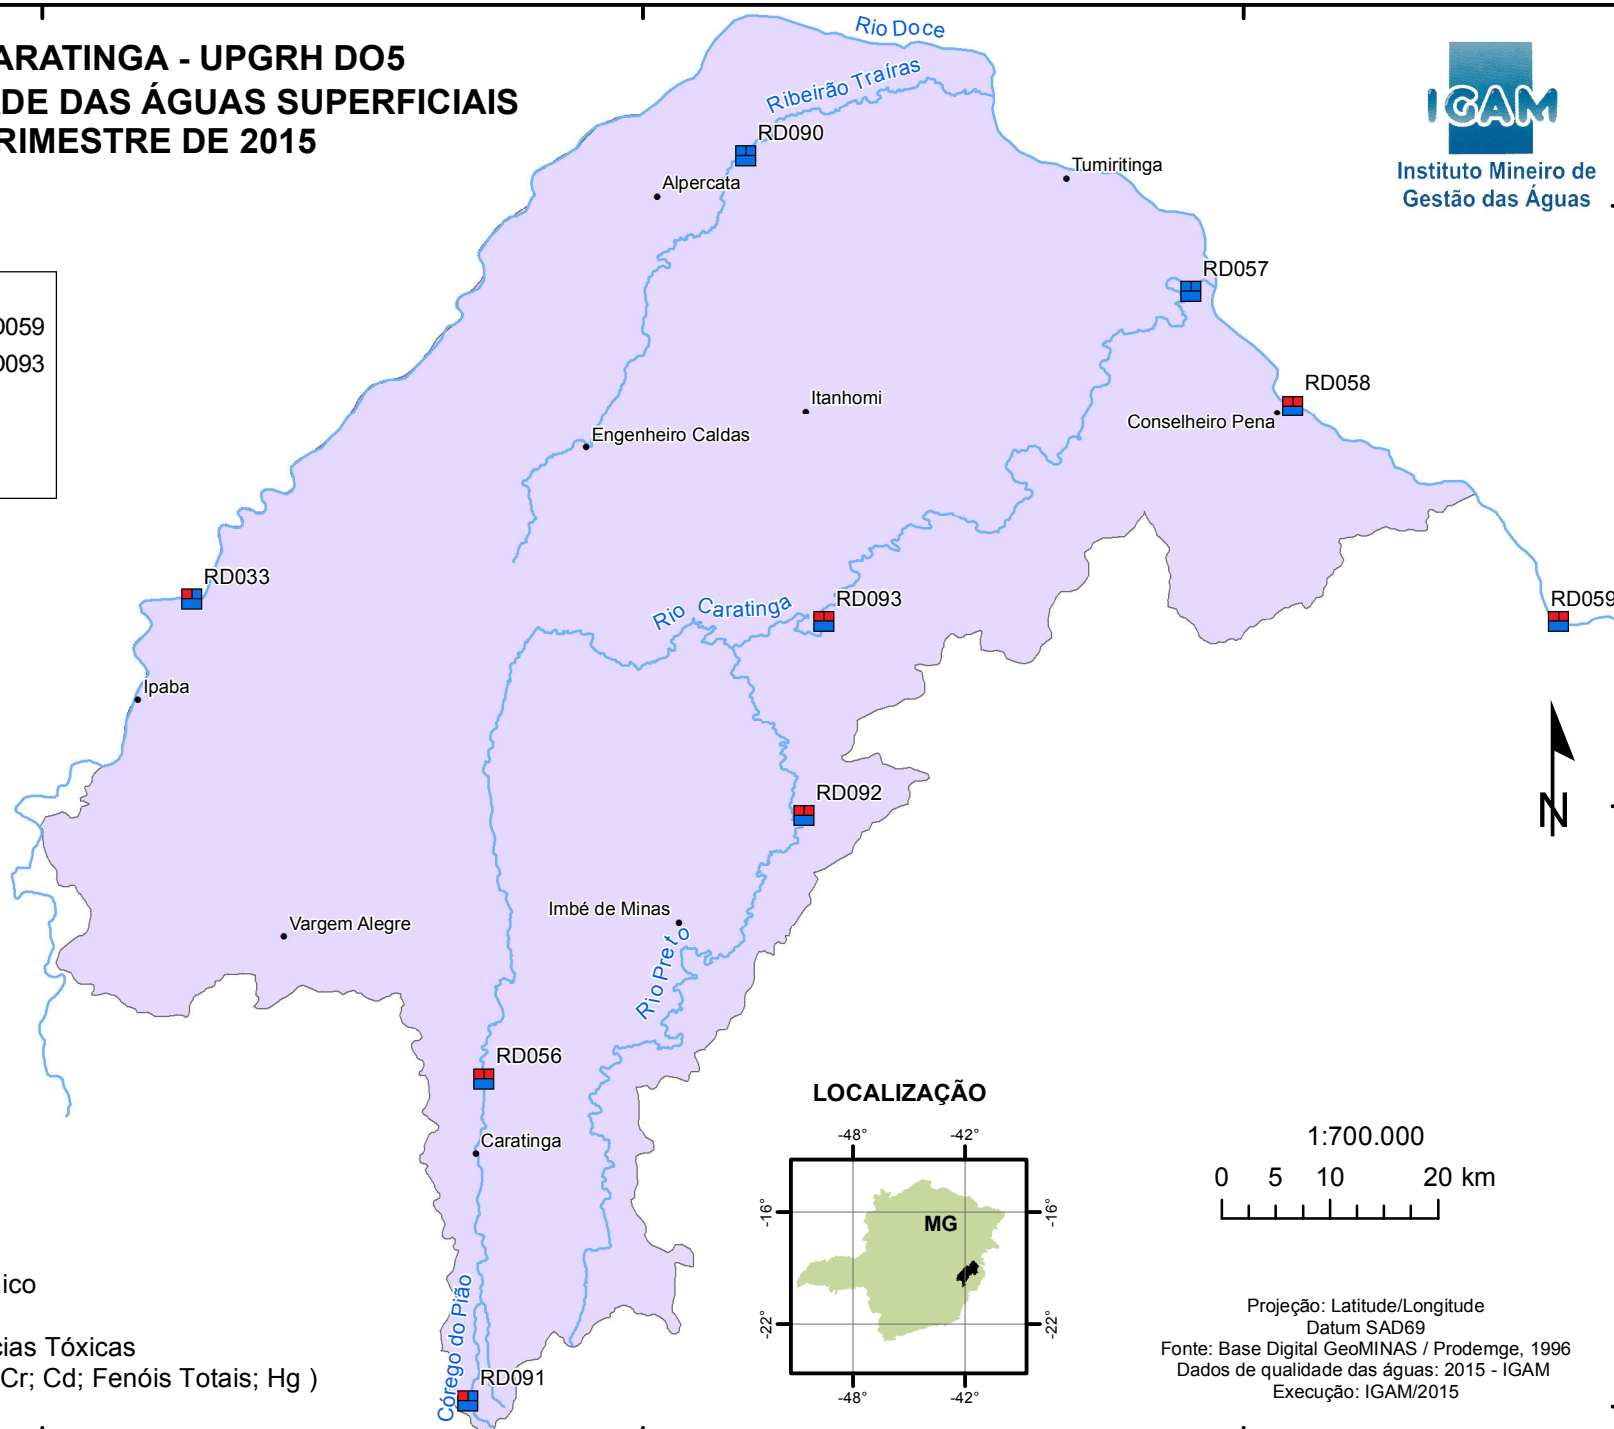 ARATINGA - UPGRH DO5
ADE DAS ÁGUAS SUPERFICIAIS
RIMESTRE DE 2015
IGAM
Instituto Mineiro de
Gestão das Águas
Rio Doce
Ribeirão Traíras
RD090
Alpercata
Tumiritinga
RD057
D059
D093
RD058
Itanhomi
Conselheiro Pena
Engenheiro Caldas
RD033
Rio Caratinga
RD093
RD059
Ipaba
RD092
N
Imbé de Minas
Vargem Alegre
Rio Preto
RD056
Caratinga
LOCALIZAÇÃO
-48° -42°
-16° -16°
MG
-22° -22°
-48° -42°
1:700.000
0 5 10 20 km
Córrego do Pião
RD091
ico
cias Tóxicas
Cr; Cd; Fenóis Totais; Hg )
Projeção: Latitude/Longitude
Datum SAD69
Fonte: Base Digital GeoMINAS / Prodemge, 1996
Dados de qualidade das águas: 2015 - IGAM
Execução: IGAM/2015